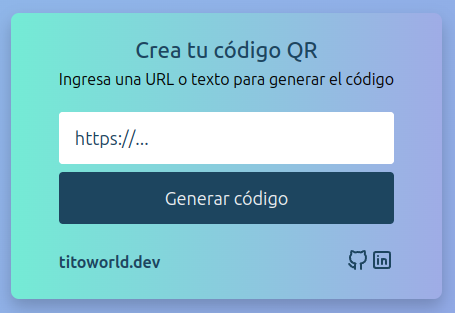 Crea tu código QR
Ingresa una URL o texto para generar el código
https://...
Generar código
titoworld.dev